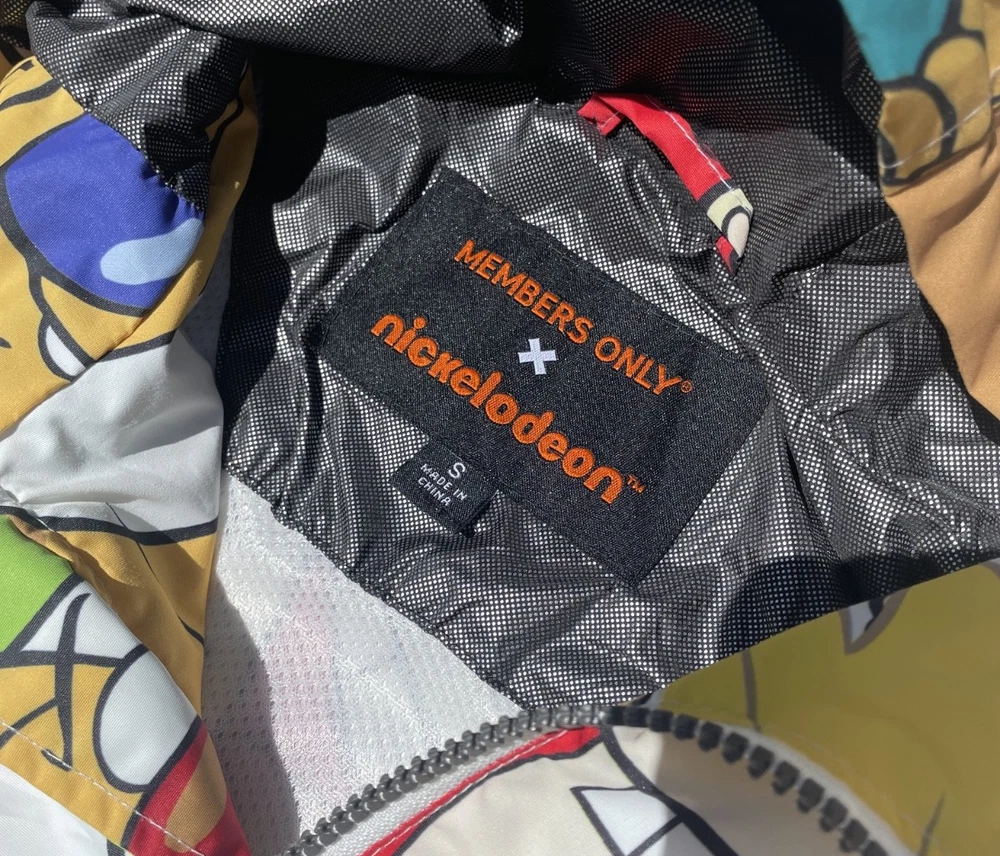 MEMBERS ONLY®
X
nickelodeon™
S
MADE IN
CHINA